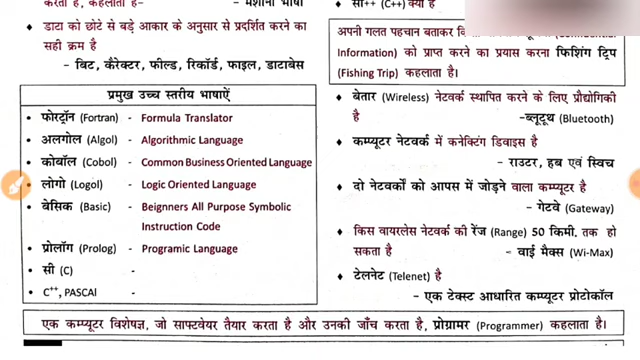 करता है, कहलाता है- - मशीनी भाषा
♦ डाटा को छोटे से बड़े आकार के अनुसार से प्रदर्शित करने का
सही क्रम है
- बिट, कैरेक्टर, फील्ड, रिकॉर्ड, फाइल, डाटाबेस
प्रमुख उच्च स्तरीय भाषाऐं
• फोरट्रॉन (Fortran) - Formula Translator
• अलगोल (Algol) - Algorithmic Language
• कोबॉल (Cobol) - Common Business Oriented Language
• लोगो (Logol) - Logic Oriented Language
• बेसिक (Basic) - Beignners All Purpose Symbolic
Instruction Code
• प्रोलॉग (Prolog) - Programic Language
• सी (C) -
• C++, PASCAl -
♦ सी++ (C++) क्या है
अपनी गलत पहचान बताकर
Information) को प्राप्त करने का प्रयास करना फिशिंग ट्रिप
(Fishing Trip) कहलाता है।
♦ बेतार (Wireless) नेटवर्क स्थापित करने के लिए प्रौद्योगिकी
है -ब्लूटूथ (Bluetooth)
♦ कम्प्यूटर नेटवर्क में कनेक्टिंग डिवाइस है
- राउटर, हब एवं स्विच
♦ दो नेटवर्कों को आपस में जोड़ने वाला कम्प्यूटर है
- गेटवे (Gateway)
♦ किस वायरलेस नेटवर्क की रेंज (Range) 50 किमी. तक हो
सकता है - वाई मैक्स (Wi-Max)
♦ टेलनेट (Telenet) है
- एक टेक्स्ट आधारित कम्प्यूटर प्रोटोकॉल
एक कम्प्यूटर विशेषज्ञ, जो साफ्टवेयर तैयार करता है और उनकी जाँच करता है, प्रोग्रामर (Programmer) कहलाता है।